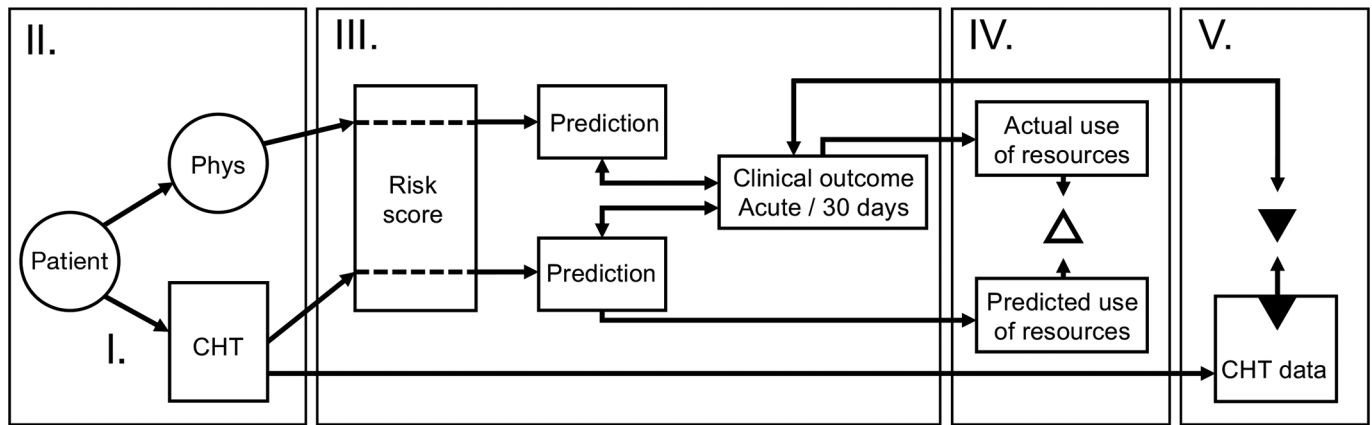 II.
III.
IV.
V.
Phys
Patient
I.
CHT
Risk
score
Prediction
Prediction
Clinical outcome
Acute / 30 days
Actual use
of resources
Predicted use
of resources
CHT data